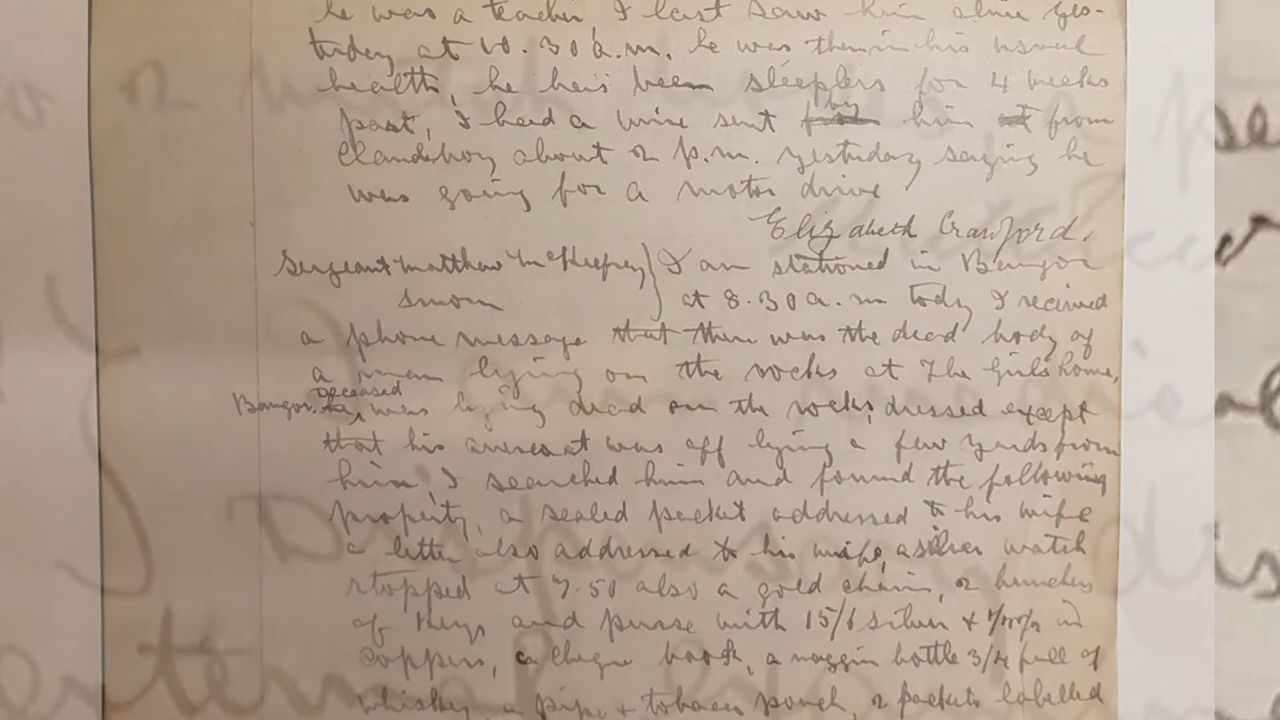 he was a teacher, I last saw him alive yes-
terday at 10.30 a.m. he was then in his usual
health, he has been sleepless for 4 weeks
past, I had a wire sent by him from
Clandeboy about 2 p.m. yesterday saying he
was going for a motor drive
Elizabeth Crawford.
Sergeant Matthew } I am stationed in Bangor
sworn } at 8.30 a.m today I received
a phone message that there was the dead body of
a man lying on the rocks at The Girls home,
Bangor. Deceased was lying dead on the rocks, dressed except
that his overcoat was off lying a few yards from
him, I searched him and found the following
property, a sealed packet addressed to his wife
a letter also addressed to his wife, a silver watch
stopped at 7.50 also a gold chain, 2 bunches
of keys and purse with 15/6 silver + in
coppers, a cheque book, a noggin bottle 3/4 full of
whiskey a pipe + tobacco pouch, 2 packets labelled